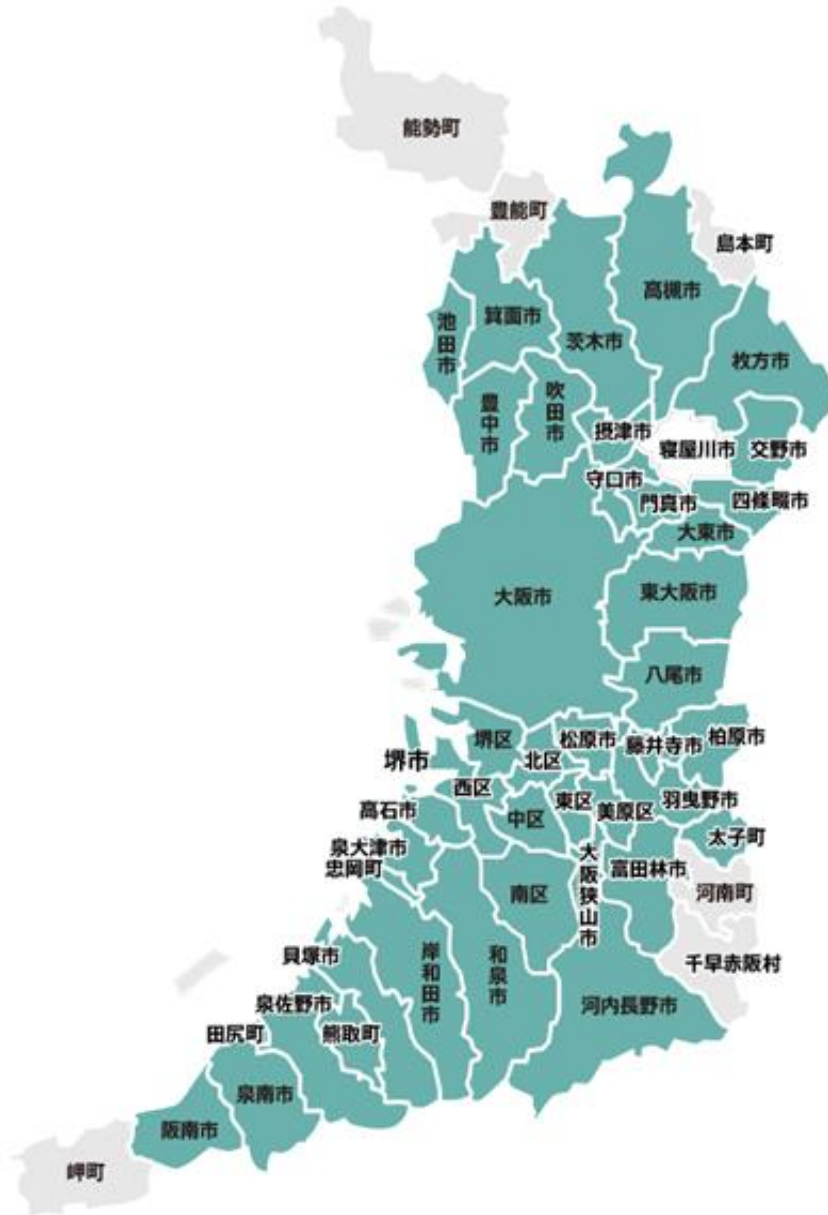 能勢町
豊能町
島本町
高槻市
箕面市
池田市
茨木市
枚方市
豊中市
吹田市
摂津市
寝屋川市
交野市
守口市
門真市
四條畷市
大東市
大阪市
東大阪市
八尾市
堺区
松原市
藤井寺市
柏原市
堺市
北区
西区
東区
美原区
羽曳野市
高石市
中区
太子町
泉大津市
忠岡町
大阪狭山市
富田林市
南区
河南町
貝塚市
岸和田市
和泉市
千早赤阪村
泉佐野市
河内長野市
田尻町
熊取町
泉南市
阪南市
岬町